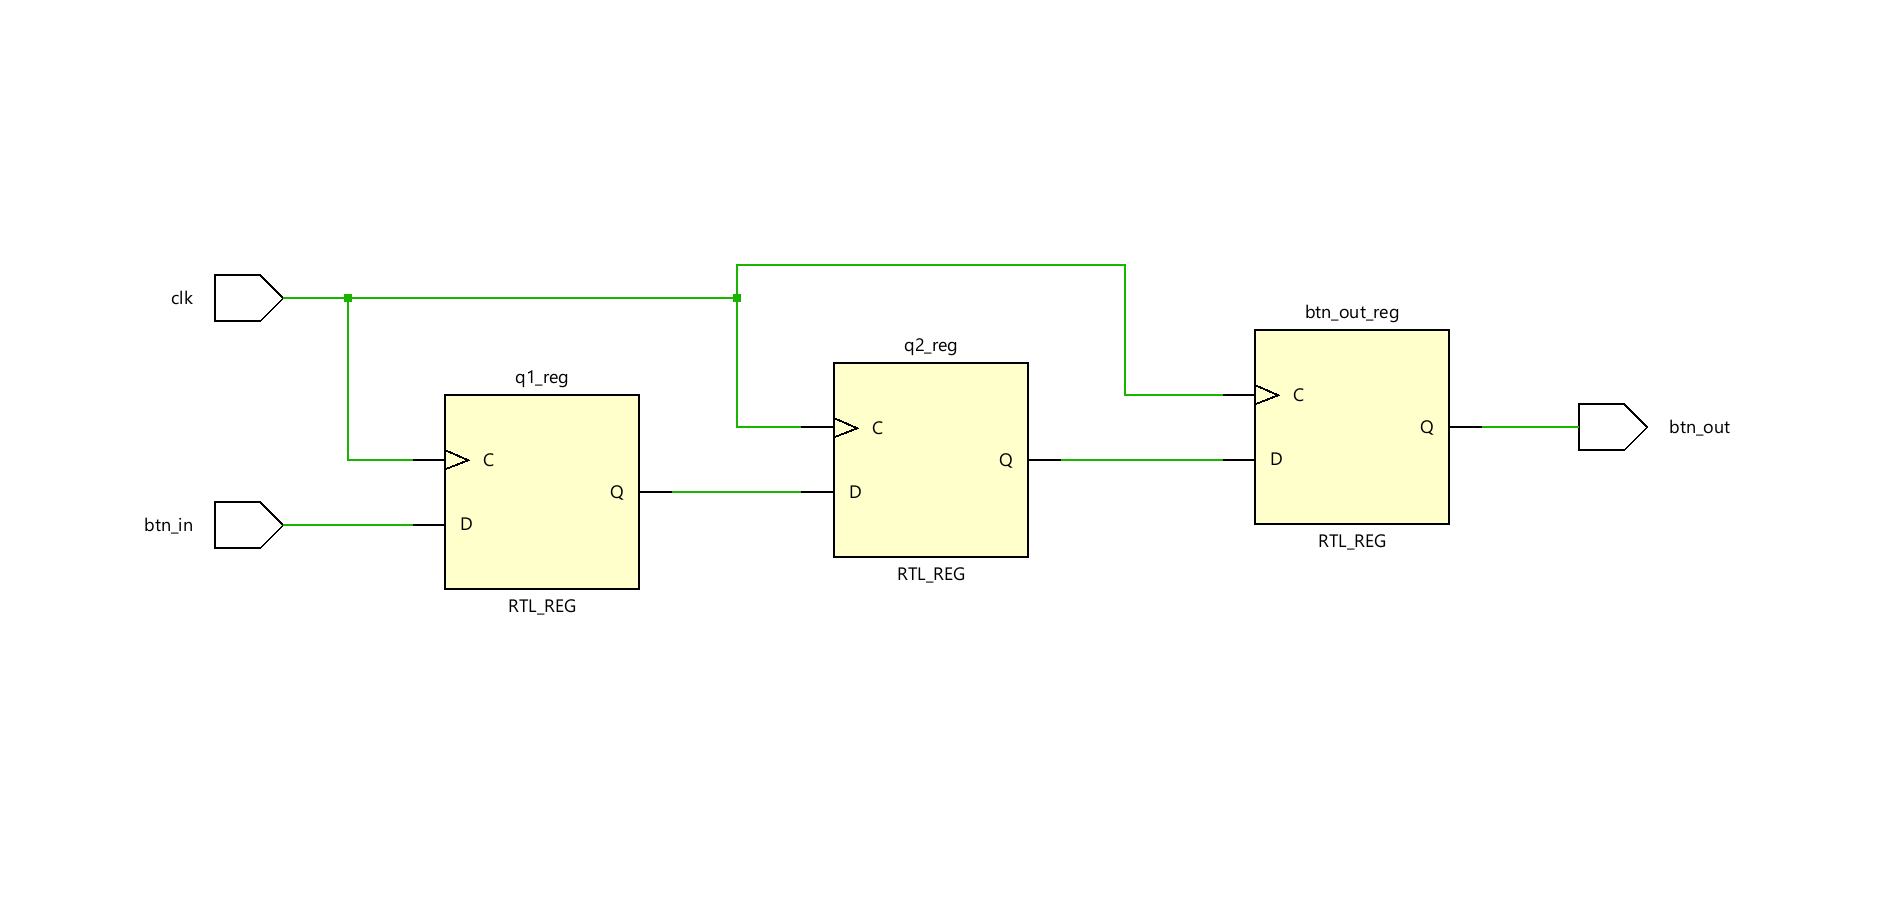 clk
btn_in
q1_reg
C
D
Q
RTL_REG
q2_reg
C
D
Q
RTL_REG
btn_out_reg
C
D
Q
RTL_REG
btn_out